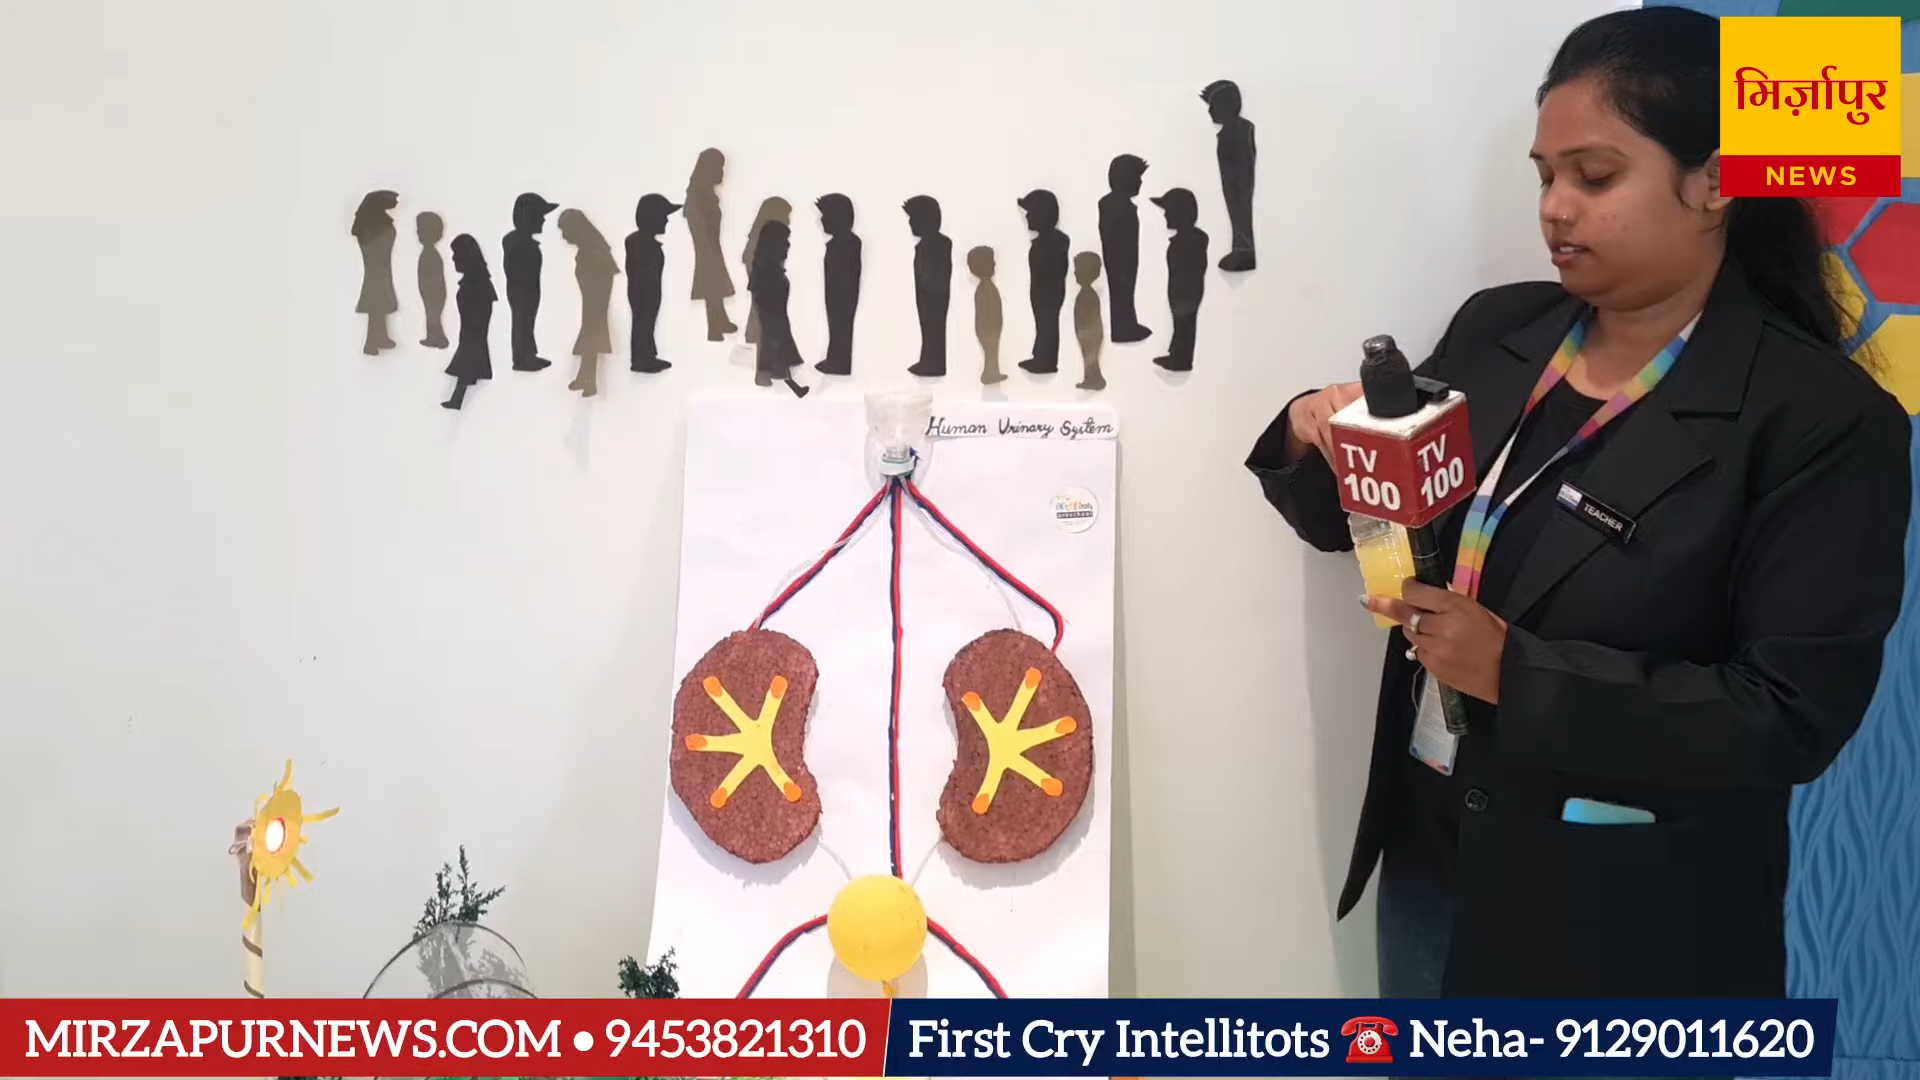 मिर्ज़ापुर
NEWS
Human Urinary System
TV
100
TV
100
TEACHER
MIRZAPURNEWS.COM • 9453821310
First Cry Intellitots ☎ Neha- 9129011620